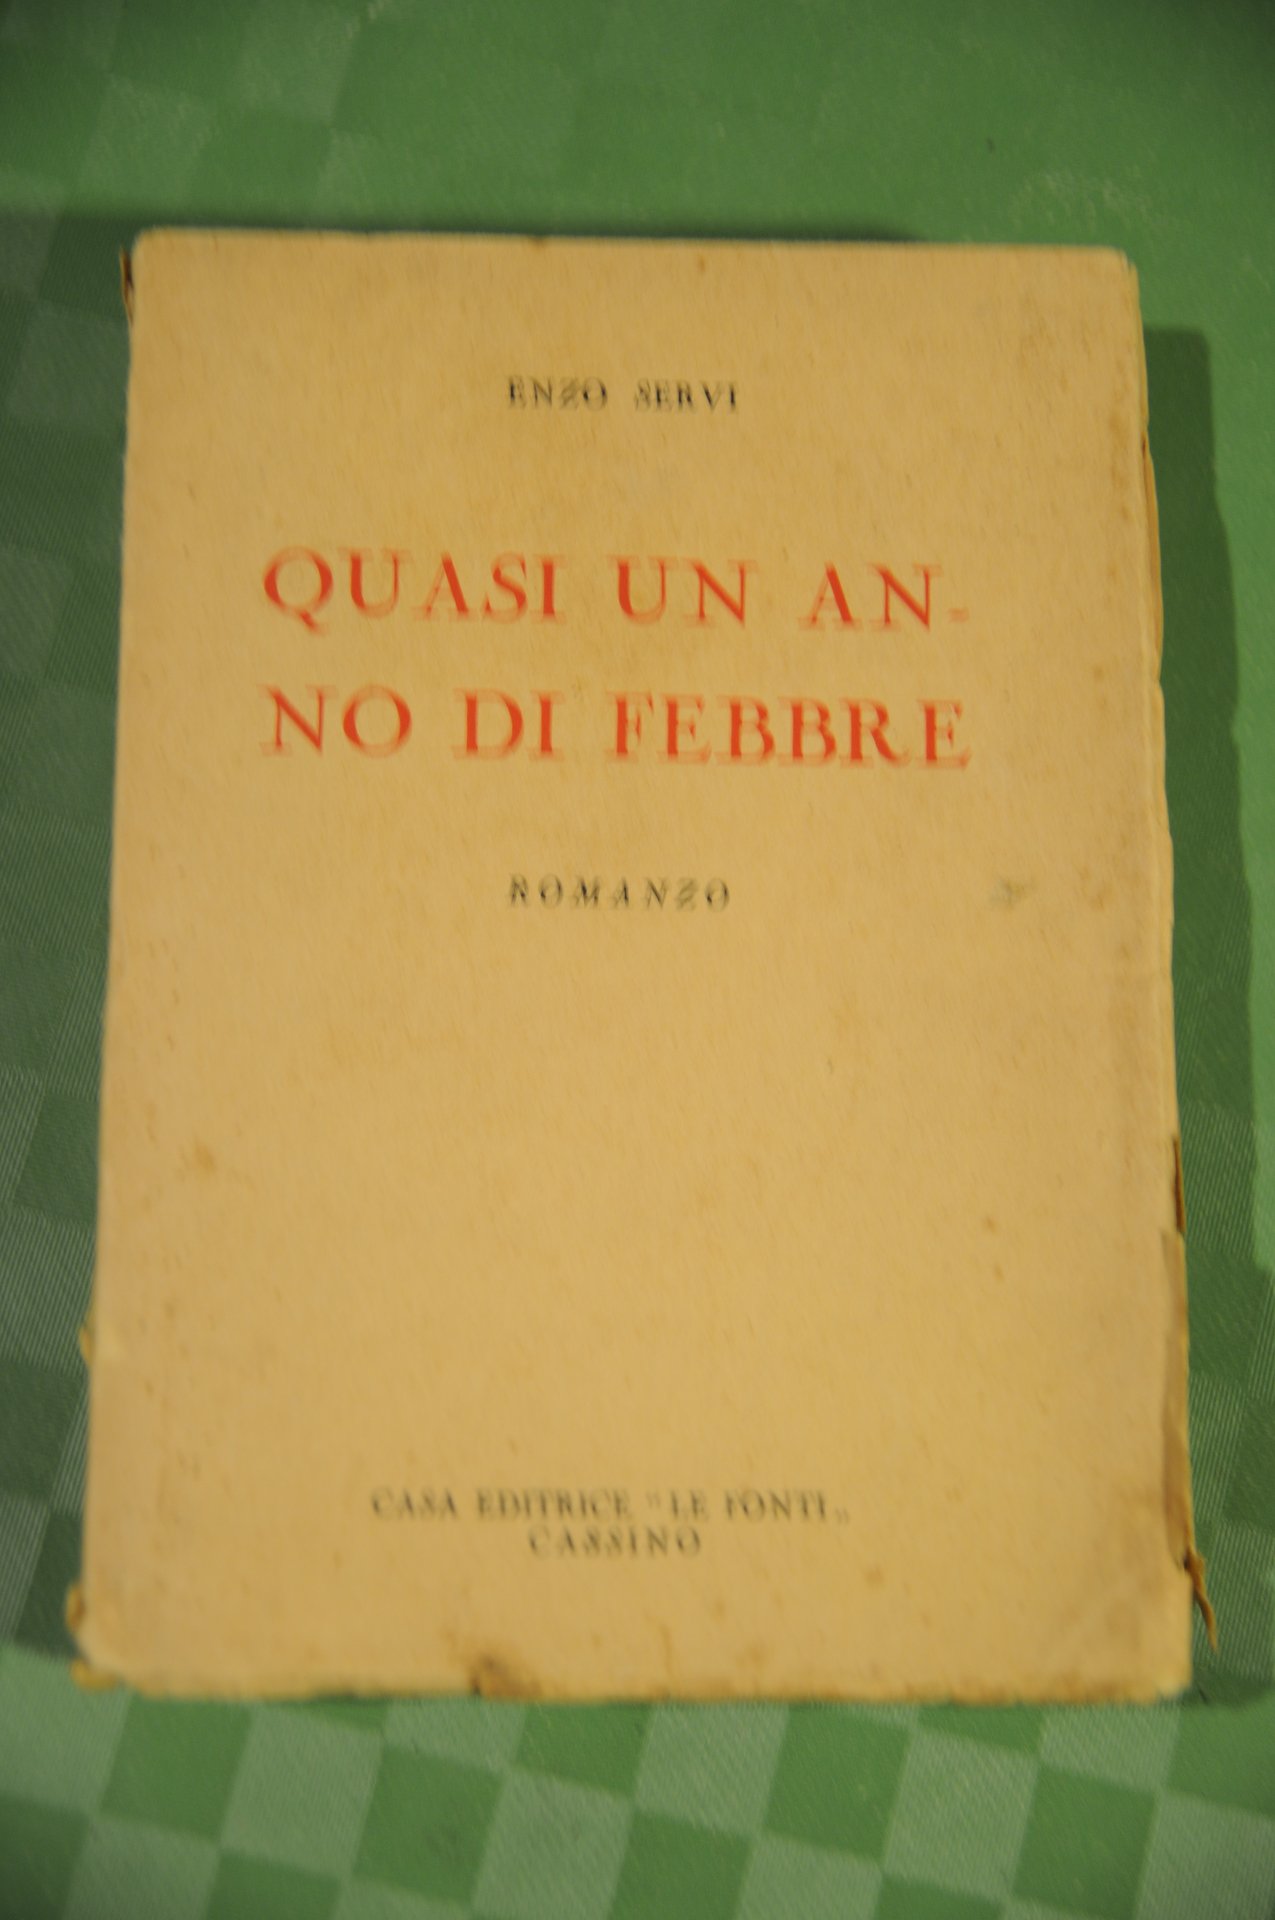 ENZO SERVI
QUASI UN AN-
NO DI FEBBRE
ROMANZO
CASA EDITRICE "LE FONTI„
CASSINO